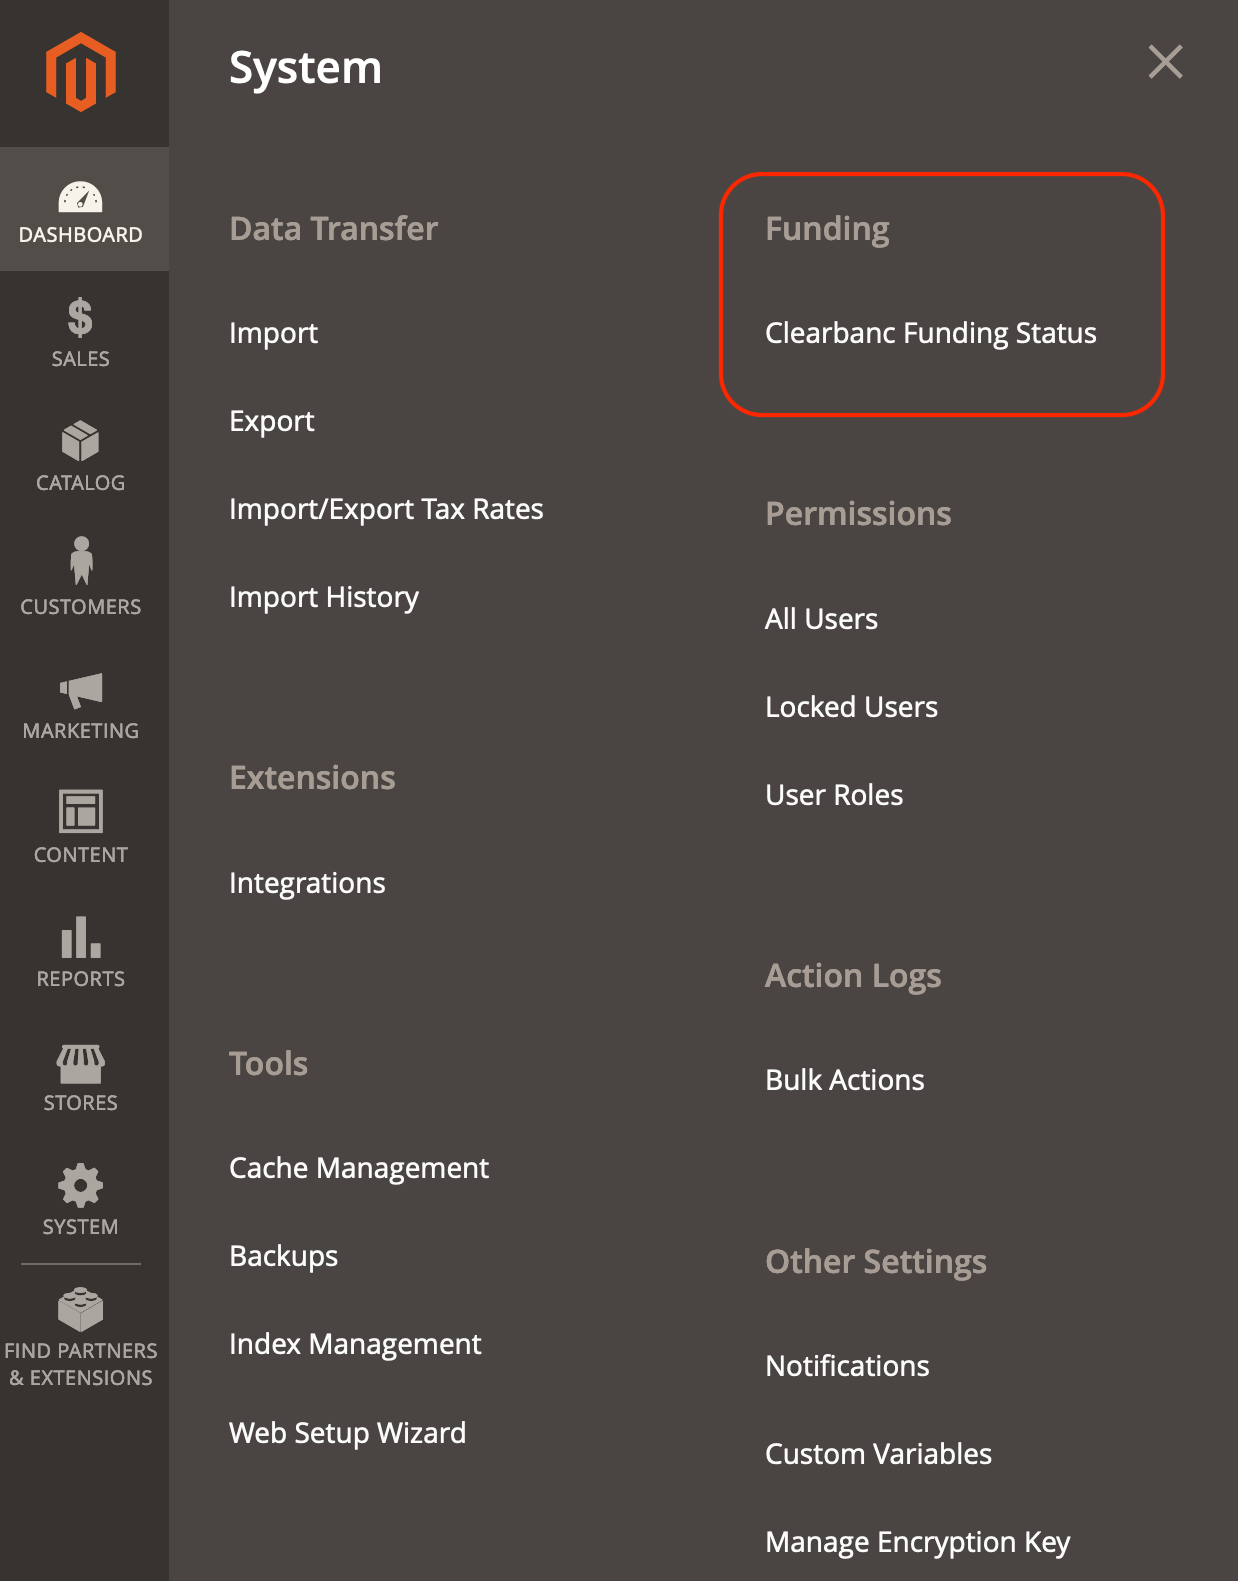 DASHBOARD
SALES
CATALOG
CUSTOMERS
MARKETING
CONTENT
REPORTS
STORES
SYSTEM
FIND PARTNERS
& EXTENSIONS
System
Data Transfer
Import
Export
Import/Export Tax Rates
Import History
Extensions
Integrations
Tools
Cache Management
Backups
Index Management
Web Setup Wizard
Funding
Clearbanc Funding Status
Permissions
All Users
Locked Users
User Roles
Action Logs
Bulk Actions
Other Settings
Notifications
Custom Variables
Manage Encryption Key